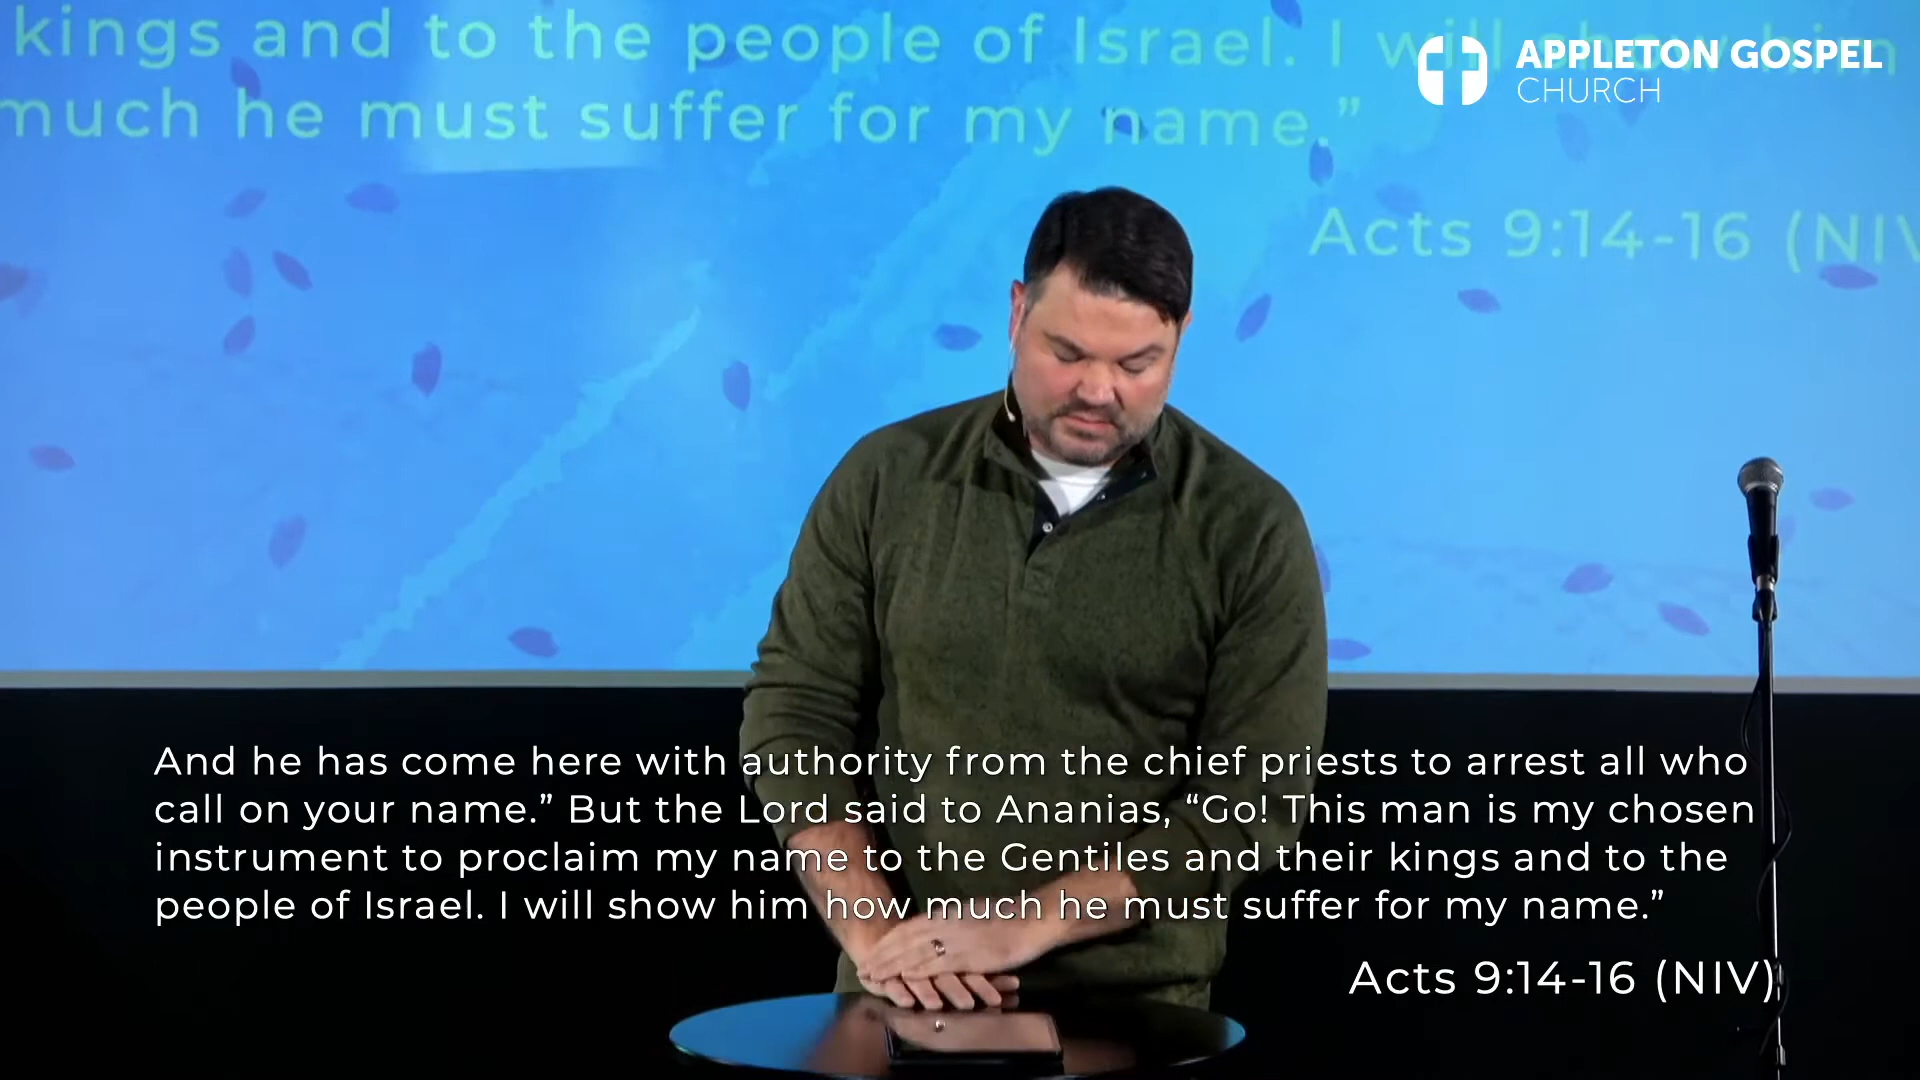 kings and to the people of Israel. I will show him
much he must suffer for my name.”
Acts 9:14-16 (NIV
APPLETON GOSPEL
CHURCH
And he has come here with authority from the chief priests to arrest all who
call on your name.” But the Lord said to Ananias, “Go! This man is my chosen
instrument to proclaim my name to the Gentiles and their kings and to the
people of Israel. I will show him how much he must suffer for my name.”
Acts 9:14-16 (NIV)